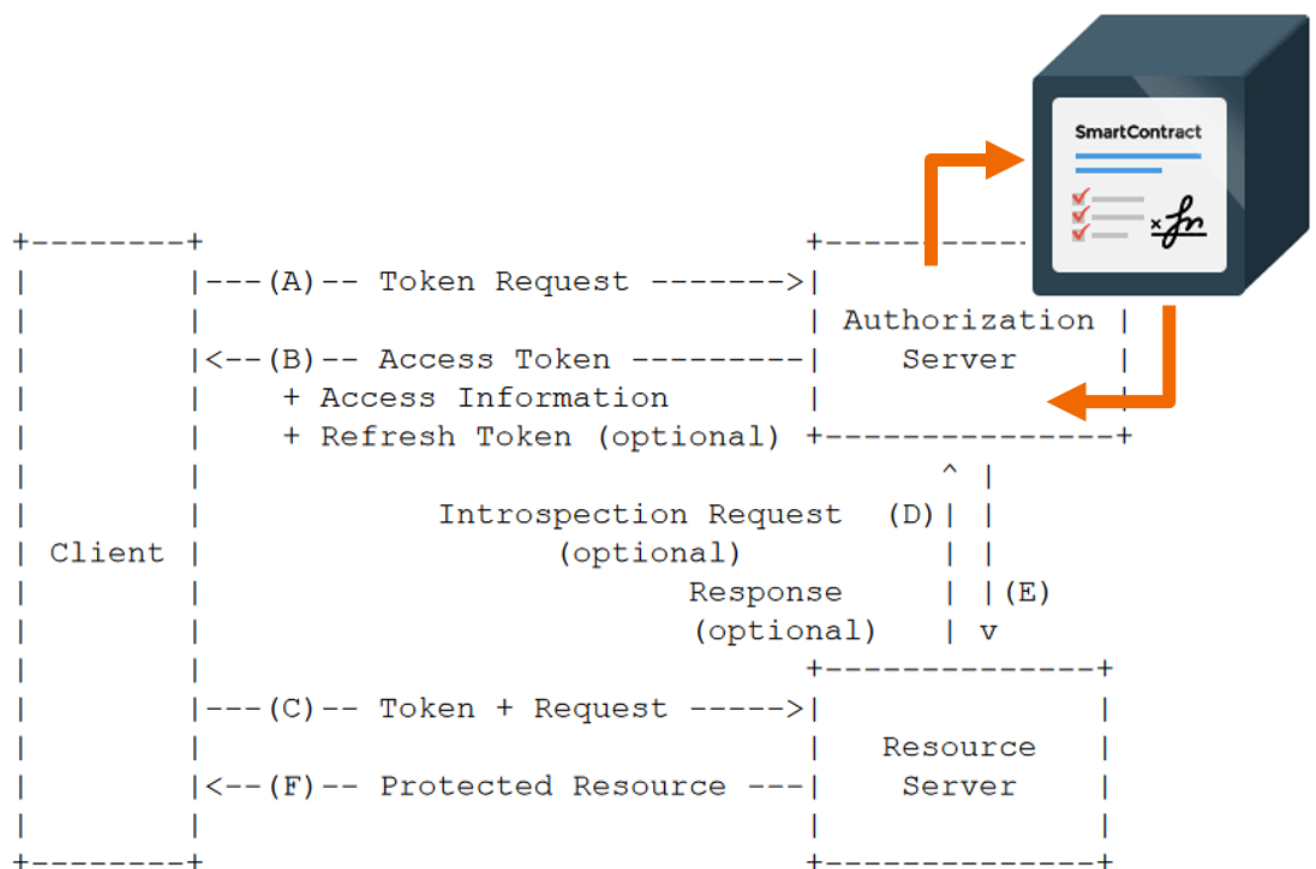 SmartContract
+--------+ +-----------
| |---(A)-- Token Request ------->|
| | | Authorization |
| |<--(B)-- Access Token ---------| Server |
| | + Access Information | |
| | + Refresh Token (optional) +---------------+
| | ^ |
| | Introspection Request (D)| |
| Client | (optional) | |
| | Response | |(E)
| | (optional) | v
| | +--------------+
| |---(C)-- Token + Request ----->| |
| | | Resource |
| |<--(F)-- Protected Resource ---| Server |
| | | |
+--------+ +--------------+